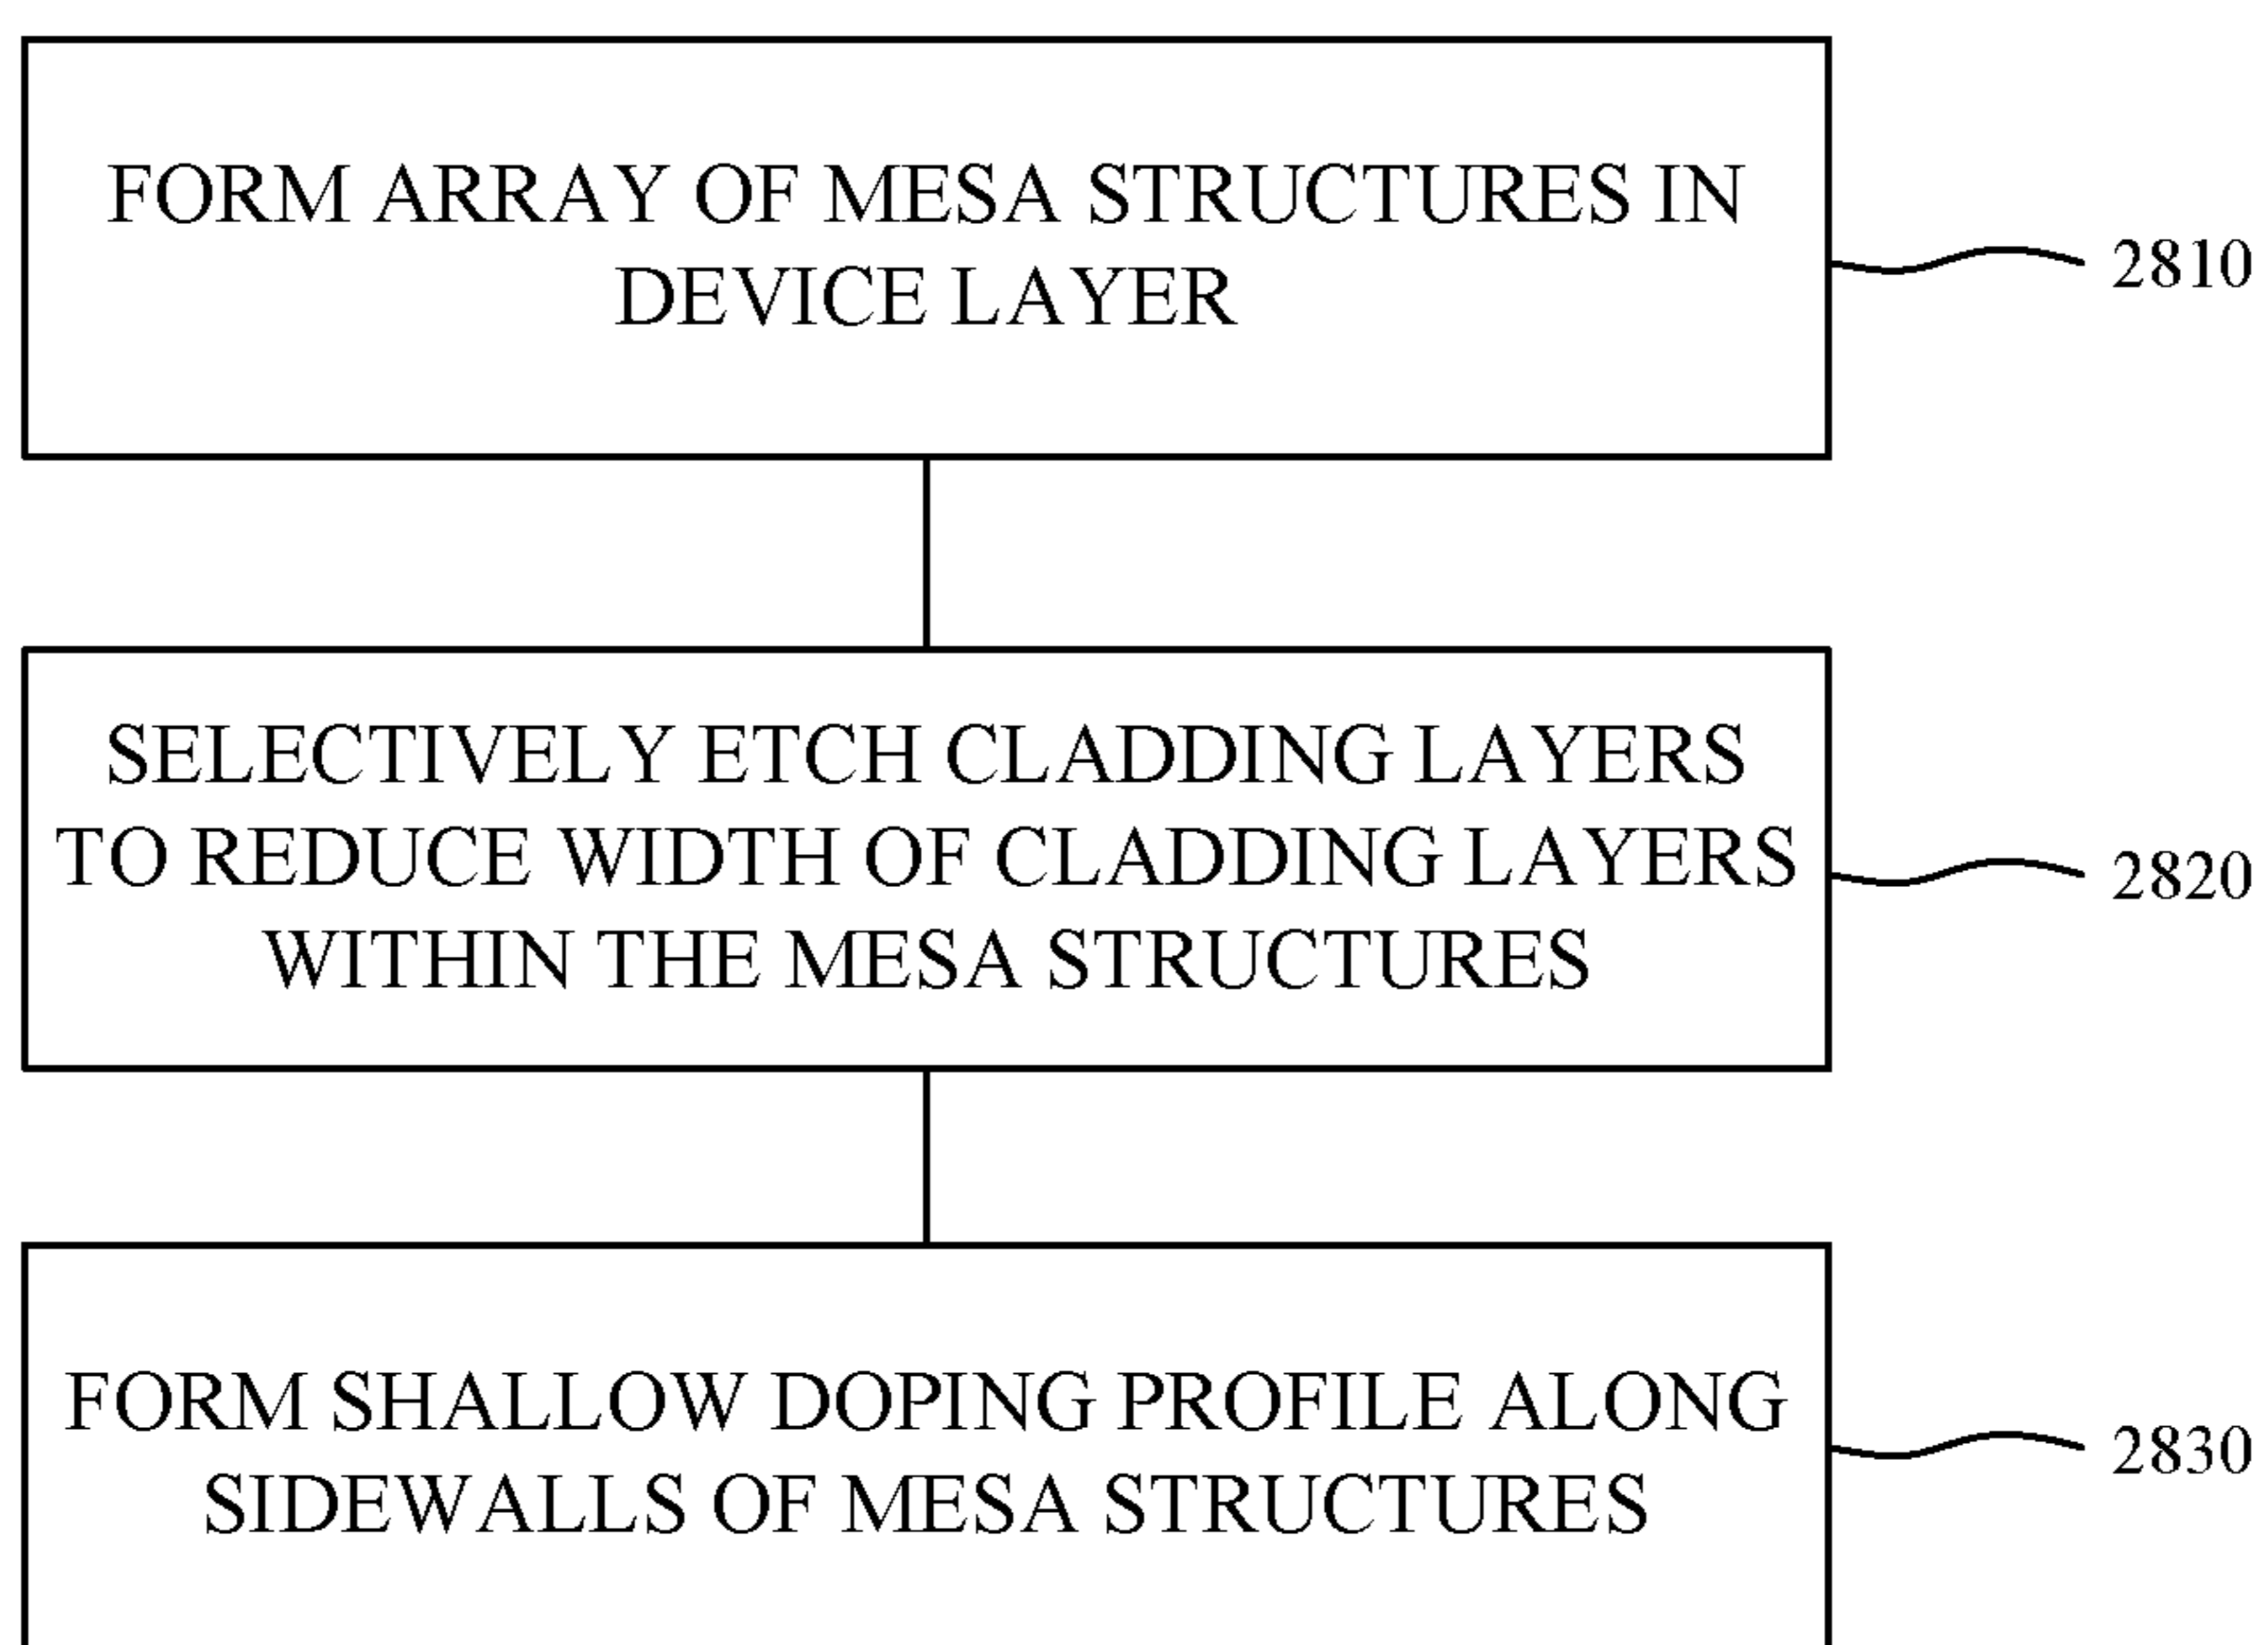 FORM ARRAY OF MESA STRUCTURES IN
DEVICE LAYER
2810
SELECTIVELY ETCH CLADDING LAYERS
TO REDUCE WIDTH OF CLADDING LAYERS
WITHIN THE MESA STRUCTURES
2820
FORM SHALLOW DOPING PROFILE ALONG
SIDEWALLS OF MESA STRUCTURES
2830